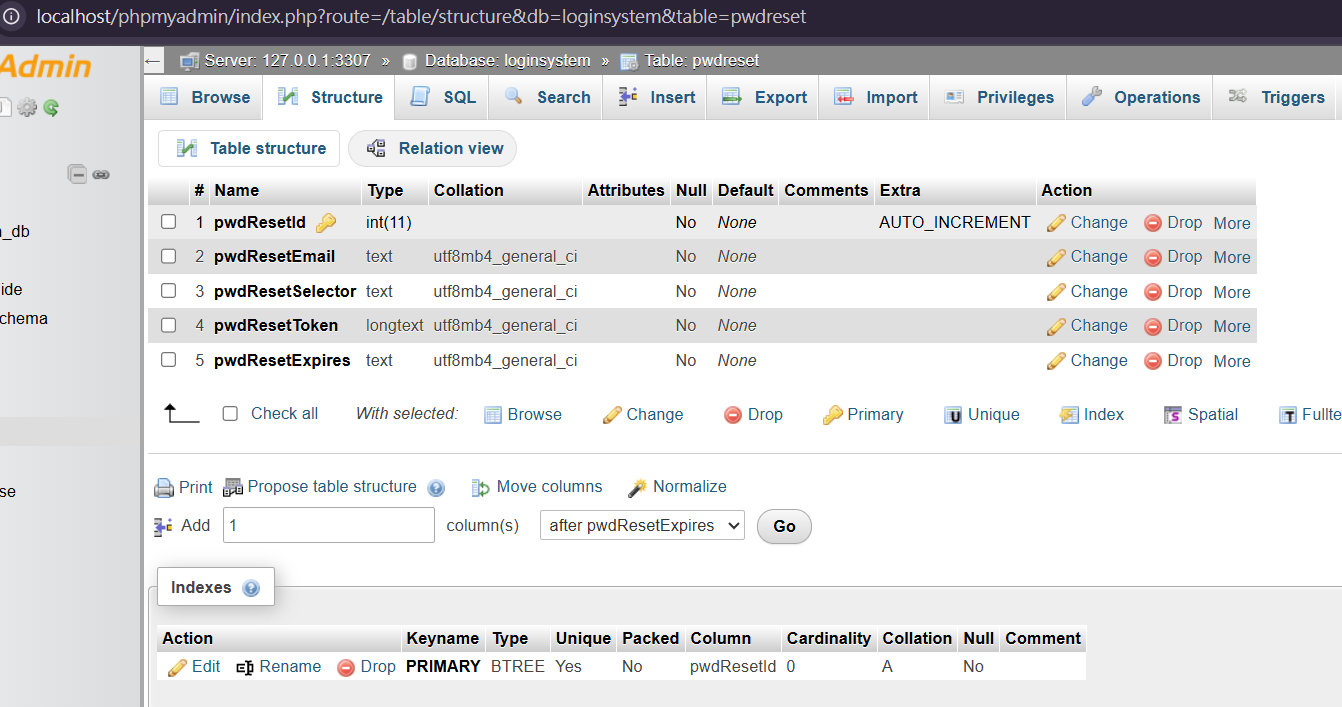 localhost/phpmyadmin/index.php?route=/table/structure&db=loginsystem&table=pwdreset
Admin
← Server: 127.0.0.1:3307 » Database: loginsystem » Table: pwdreset
Browse Structure SQL Search Insert Export Import Privileges Operations Triggers
Table structure Relation view
# Name Type Collation Attributes Null Default Comments Extra Action
1 pwdResetId int(11) No None AUTO_INCREMENT Change Drop More
2 pwdResetEmail text utf8mb4_general_ci No None Change Drop More
3 pwdResetSelector text utf8mb4_general_ci No None Change Drop More
4 pwdResetToken longtext utf8mb4_general_ci No None Change Drop More
5 pwdResetExpires text utf8mb4_general_ci No None Change Drop More
_db
ide
chema
se
Check all With selected: Browse Change Drop Primary Unique Index Spatial Fullte
Print Propose table structure Move columns Normalize
Add 1 column(s) after pwdResetExpires Go
Indexes
Action Keyname Type Unique Packed Column Cardinality Collation Null Comment
Edit Rename Drop PRIMARY BTREE Yes No pwdResetId 0 A No